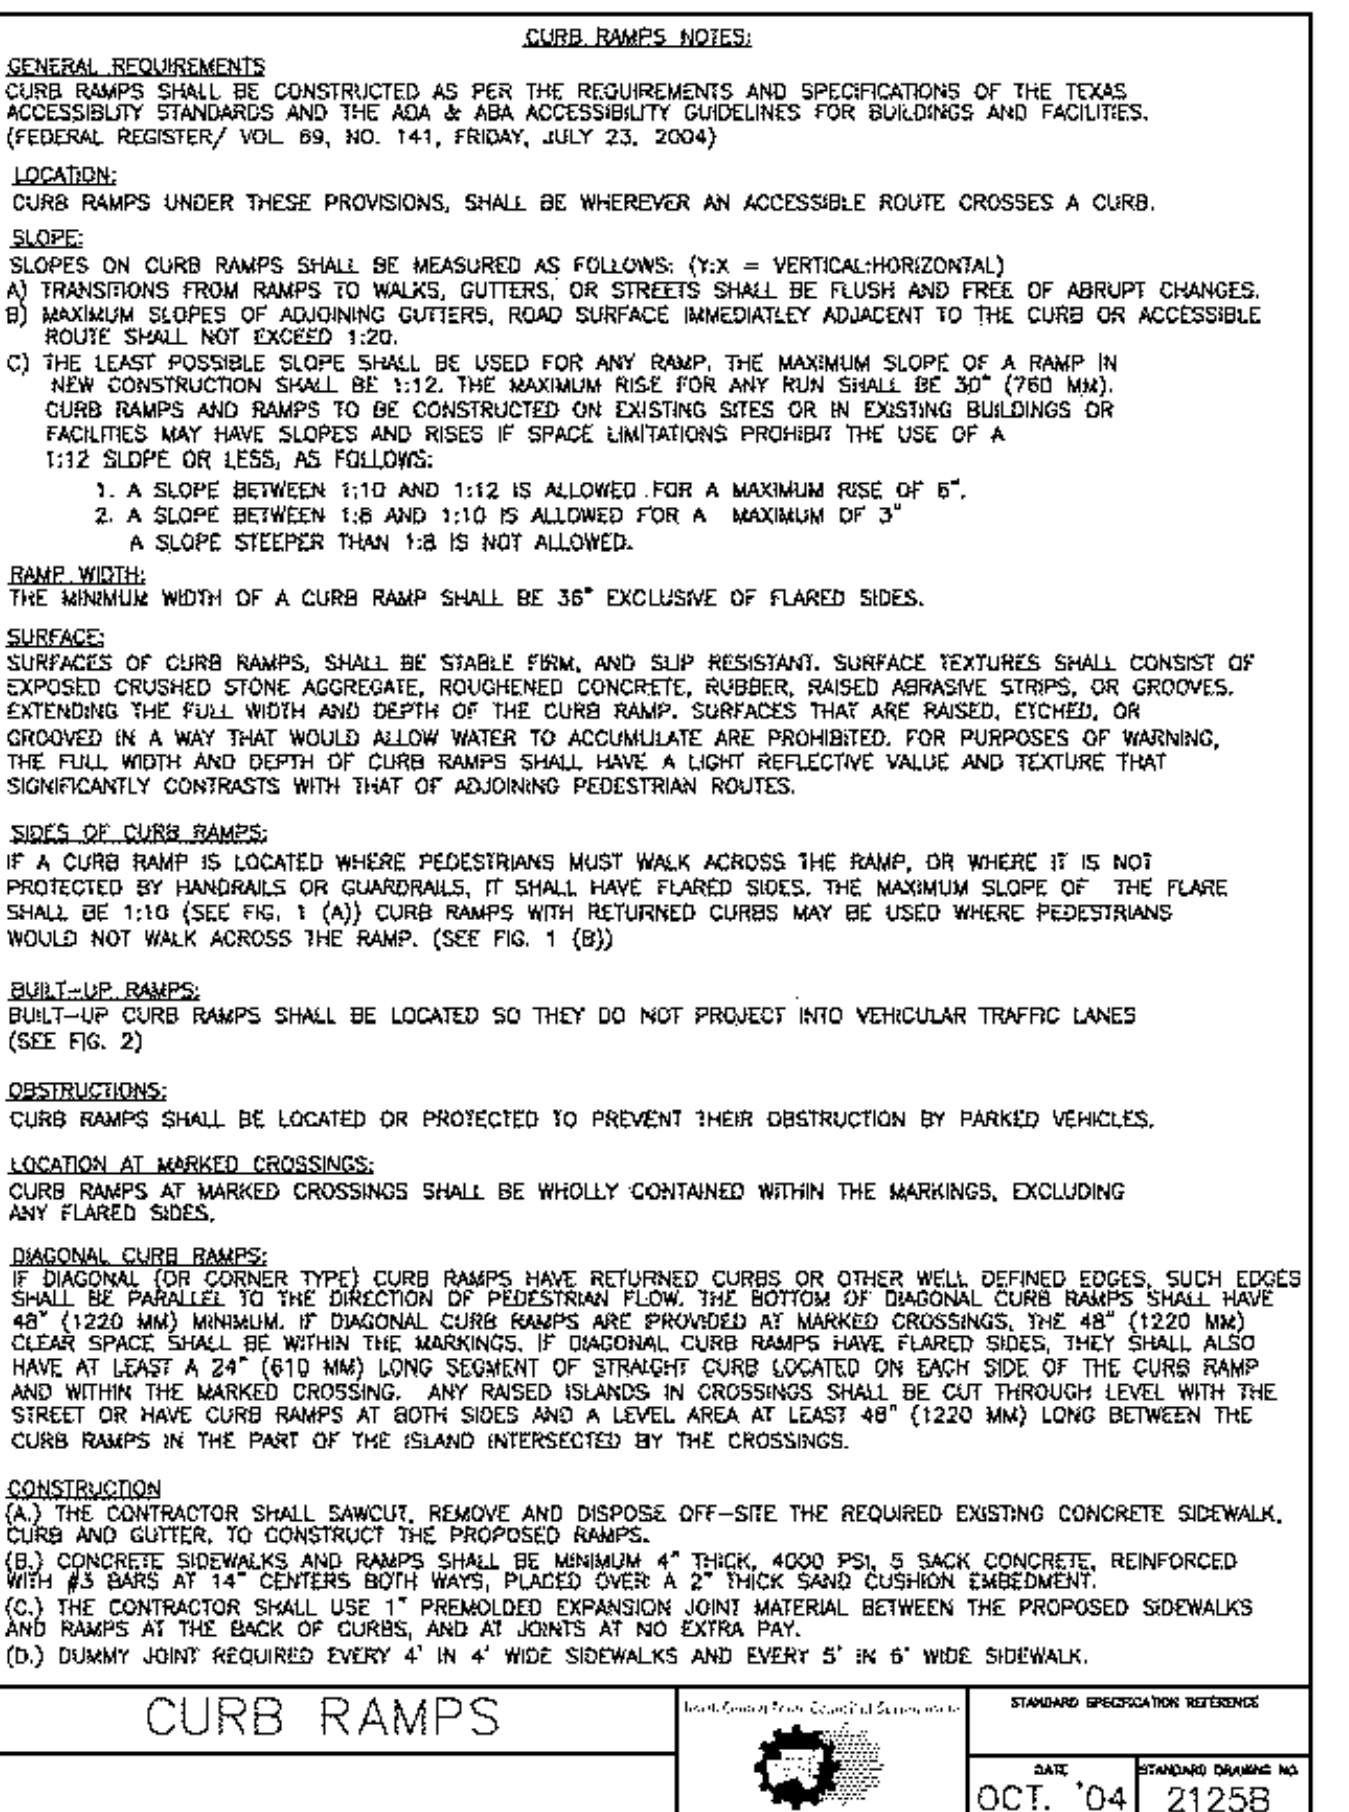 CURB RAMPS NOTES:
GENERAL REQUIREMENTS
CURB RAMPS SHALL BE CONSTRUCTED AS PER THE REQUIREMENTS AND SPECIFICATIONS OF THE TEXAS
ACCESSIBLITY STANDARDS AND THE ADA & ABA ACCESSIBILITY GUIDELINES FOR BUILDINGS AND FACILITIES.
(FEDERAL REGISTER/ VOL 69, NO. 141, FRIDAY, JULY 23, 2004)
LOCATION:
CURB RAMPS UNDER THESE PROVISIONS, SHALL BE WHEREVER AN ACCESSIBLE ROUTE CROSSES A CURB.
SLOPE:
SLOPES ON CURB RAMPS SHALL BE MEASURED AS FOLLOWS: (Y:X = VERTICAL:HORIZONTAL)
A) TRANSITIONS FROM RAMPS TO WALKS, GUTTERS, OR STREETS SHALL BE FLUSH AND FREE OF ABRUPT CHANGES.
B) MAXIMUM SLOPES OF ADJOINING GUTTERS, ROAD SURFACE IMMEDIATLEY ADJACENT TO THE CURB OR ACCESSIBLE
ROUTE SHALL NOT EXCEED 1:20.
C) THE LEAST POSSIBLE SLOPE SHALL BE USED FOR ANY RAMP, THE MAXIMUM SLOPE OF A RAMP IN
NEW CONSTRUCTION SHALL BE 1:12. THE MAXIMUM RISE FOR ANY RUN SHALL BE 30" (760 MM).
CURB RAMPS AND RAMPS TO BE CONSTRUCTED ON EXISTING SITES OR IN EXISTING BUILDINGS OR
FACILITIES MAY HAVE SLOPES AND RISES IF SPACE LIMITATIONS PROHIBIT THE USE OF A
1:12 SLOPE OR LESS, AS FOLLOWS:
1. A SLOPE BETWEEN 1:10 AND 1:12 IS ALLOWED FOR A MAXIMUM RISE OF 6".
2. A SLOPE BETWEEN 1:8 AND 1:10 IS ALLOWED FOR A MAXIMUM OF 3"
A SLOPE STEEPER THAN 1:8 IS NOT ALLOWED.
RAMP WIDTH:
THE MINIMUM WIDTH OF A CURB RAMP SHALL BE 36" EXCLUSIVE OF FLARED SIDES.
SURFACE:
SURFACES OF CURB RAMPS, SHALL BE STABLE FIRM, AND SLIP RESISTANT. SURFACE TEXTURES SHALL CONSIST OF
EXPOSED CRUSHED STONE AGGREGATE, ROUGHENED CONCRETE, RUBBER, RAISED ABRASIVE STRIPS, OR GROOVES.
EXTENDING THE FULL WIDTH AND DEPTH OF THE CURB RAMP. SURFACES THAT ARE RAISED, ETCHED, OR
GROOVED IN A WAY THAT WOULD ALLOW WATER TO ACCUMULATE ARE PROHIBITED. FOR PURPOSES OF WARNING,
THE FULL WIDTH AND DEPTH OF CURB RAMPS SHALL HAVE A LIGHT REFLECTIVE VALUE AND TEXTURE THAT
SIGNIFICANTLY CONTRASTS WITH THAT OF ADJOINING PEDESTRIAN ROUTES.
SIDES OF CURB RAMPS:
IF A CURB RAMP IS LOCATED WHERE PEDESTRIANS MUST WALK ACROSS THE RAMP, OR WHERE IT IS NOT
PROTECTED BY HANDRAILS OR GUARDRAILS, IT SHALL HAVE FLARED SIDES. THE MAXIMUM SLOPE OF THE FLARE
SHALL BE 1:10 (SEE FIG. 1 (A)) CURB RAMPS WITH RETURNED CURBS MAY BE USED WHERE PEDESTRIANS
WOULD NOT WALK ACROSS THE RAMP. (SEE FIG. 1 (B))
BUILT-UP RAMPS:
BUILT-UP CURB RAMPS SHALL BE LOCATED SO THEY DO NOT PROJECT INTO VEHICULAR TRAFFIC LANES
(SEE FIG. 2)
OBSTRUCTIONS:
CURB RAMPS SHALL BE LOCATED OR PROTECTED TO PREVENT THEIR OBSTRUCTION BY PARKED VEHICLES.
LOCATION AT MARKED CROSSINGS:
CURB RAMPS AT MARKED CROSSINGS SHALL BE WHOLLY CONTAINED WITHIN THE MARKINGS, EXCLUDING
ANY FLARED SIDES.
DIAGONAL CURB RAMPS:
IF DIAGONAL (OR CORNER TYPE) CURB RAMPS HAVE RETURNED CURBS OR OTHER WELL DEFINED EDGES, SUCH EDGES
SHALL BE PARALLEL TO THE DIRECTION OF PEDESTRIAN FLOW. THE BOTTOM OF DIAGONAL CURB RAMPS SHALL HAVE
48" (1220 MM) MINIMUM. IF DIAGONAL CURB RAMPS ARE PROVIDED AT MARKED CROSSINGS, THE 48" (1220 MM)
CLEAR SPACE SHALL BE WITHIN THE MARKINGS. IF DIAGONAL CURB RAMPS HAVE FLARED SIDES, THEY SHALL ALSO
HAVE AT LEAST A 24" (610 MM) LONG SEGMENT OF STRAIGHT CURB LOCATED ON EACH SIDE OF THE CURB RAMP
AND WITHIN THE MARKED CROSSING. ANY RAISED ISLANDS IN CROSSINGS SHALL BE CUT THROUGH LEVEL WITH THE
STREET OR HAVE CURB RAMPS AT BOTH SIDES AND A LEVEL AREA AT LEAST 48" (1220 MM) LONG BETWEEN THE
CURB RAMPS IN THE PART OF THE ISLAND INTERSECTED BY THE CROSSINGS.
CONSTRUCTION
(A.) THE CONTRACTOR SHALL SAWCUT, REMOVE AND DISPOSE OFF-SITE THE REQUIRED EXISTING CONCRETE SIDEWALK,
CURB AND GUTTER, TO CONSTRUCT THE PROPOSED RAMPS.
(B.) CONCRETE SIDEWALKS AND RAMPS SHALL BE MINIMUM 4" THICK, 4000 PSI, 5 SACK CONCRETE, REINFORCED
WITH #3 BARS AT 14" CENTERS BOTH WAYS, PLACED OVER A 2" THICK SAND CUSHION EMBEDMENT.
(C.) THE CONTRACTOR SHALL USE 1" PREMOLDED EXPANSION JOINT MATERIAL BETWEEN THE PROPOSED SIDEWALKS
AND RAMPS AT THE BACK OF CURBS, AND AT JOINTS AT NO EXTRA PAY.
(D.) DUMMY JOINT REQUIRED EVERY 4' IN 4' WIDE SIDEWALKS AND EVERY 5' IN 5' WIDE SIDEWALK.
CURB RAMPS
North Central Texas Council of Governments
STANDARD SPECIFICATION REFERENCE
DATE
OCT. '04
STANDARD DRAWING NO.
2125B